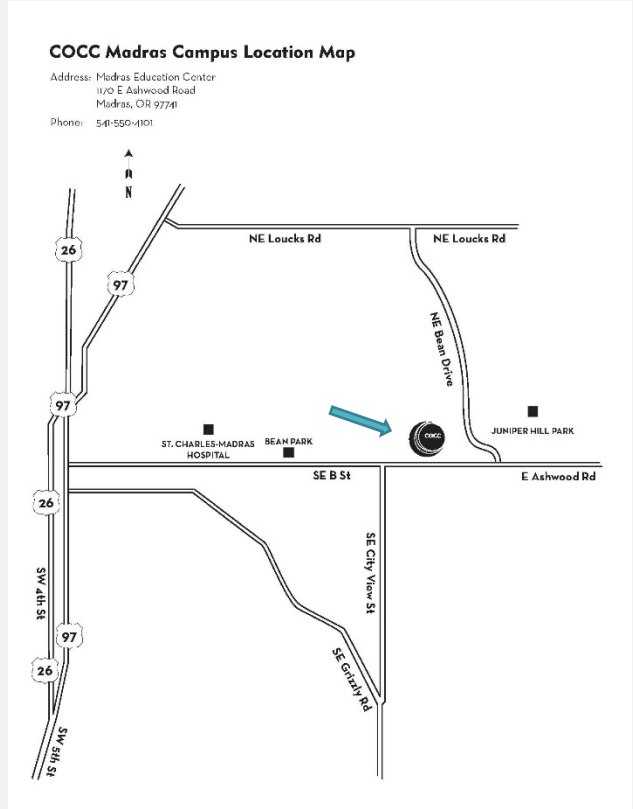 COCC Madras Campus Location Map
Address: Madras Education Center
1170 E Ashwood Road
Madras, OR 97741
Phone: 541-550-4101
N
26
NE Loucks Rd
NE Loucks Rd
97
NE Bean Drive
97
COCC
JUNIPER HILL PARK
ST. CHARLES-MADRAS
HOSPITAL
BEAN PARK
SE B St
E Ashwood Rd
26
SE City View St
SW 4th St
97
SE Grizzly Rd
26
SW 5th St